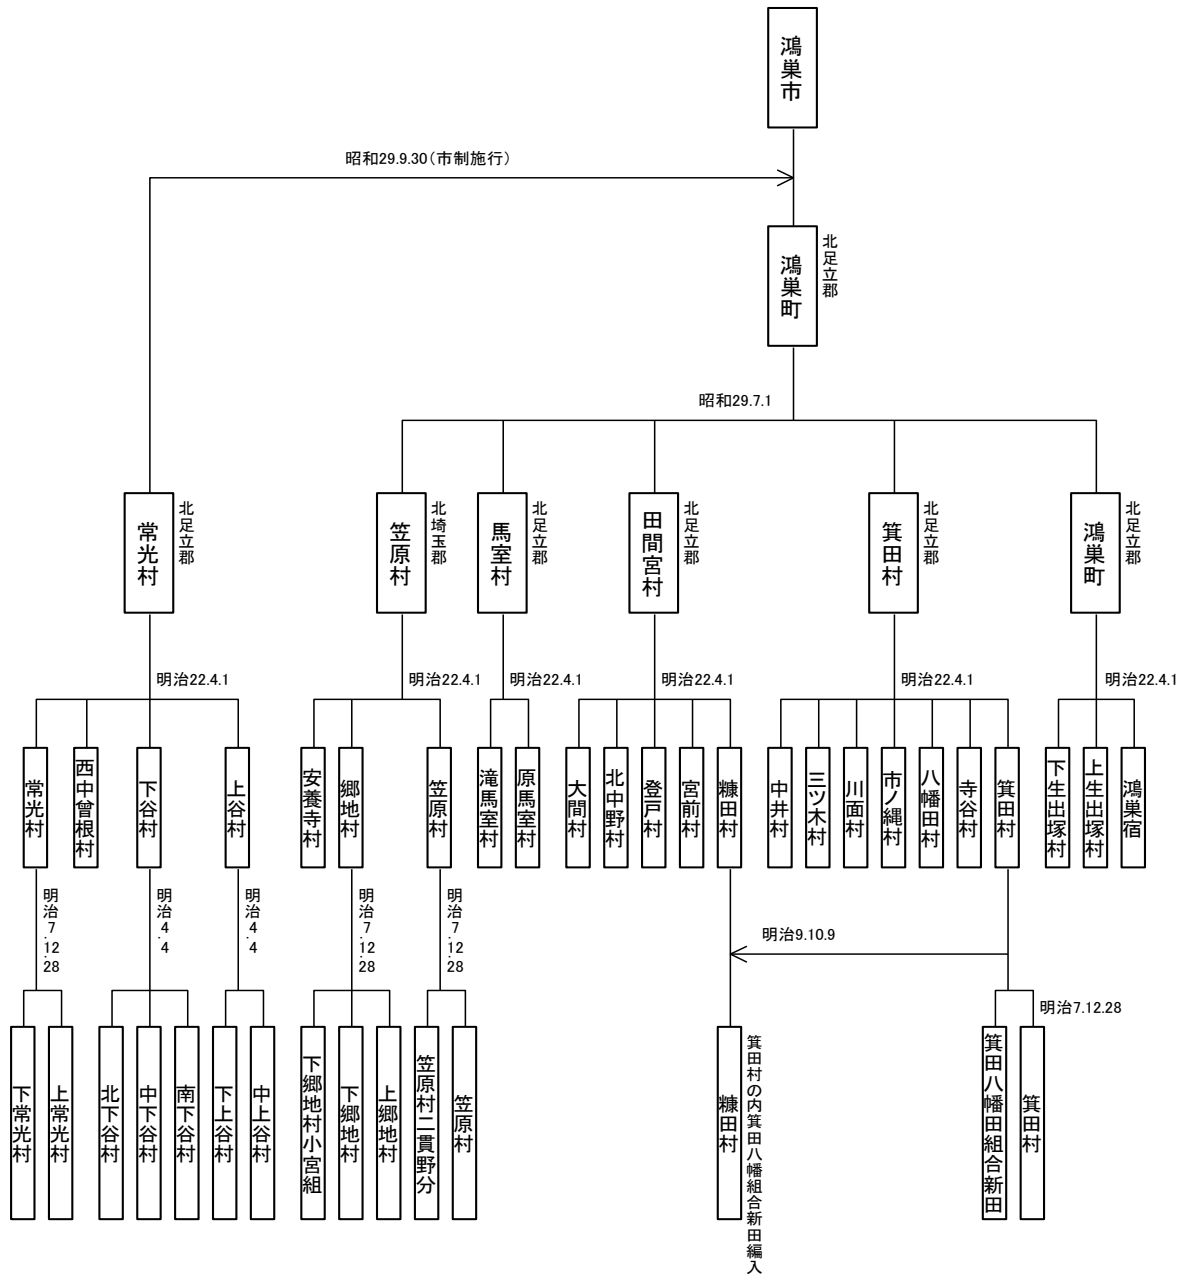 鴻巣市
昭和29.9.30（市制施行）
鴻巣町
北足立郡
昭和29.7.1
常光村
北足立郡
笠原村
北埼玉郡
馬室村
北足立郡
田間宮村
北足立郡
箕田村
北足立郡
鴻巣町
北足立郡
明治22.4.1
明治22.4.1
明治22.4.1
明治22.4.1
明治22.4.1
明治22.4.1
常光村
西中曽根村
下谷村
上谷村
安養寺村
郷地村
笠原村
滝馬室村
原馬室村
大間村
北中野村
登戸村
宮前村
糠田村
中井村
三ツ木村
川面村
市ノ縄村
八幡田村
寺谷村
箕田村
下生出塚村
上生出塚村
鴻巣宿
明治7.12.28
明治4.4
明治4.4
明治7.12.28
明治7.12.28
明治9.10.9
明治7.12.28
下常光村
上常光村
北下谷村
中下谷村
南下谷村
下上谷村
中上谷村
下郷地村小宮組
下郷地村
上郷地村
笠原村二貫野分
笠原村
糠田村
箕田村の内箕田八幡組合新田編入
箕田八幡田組合新田
箕田村